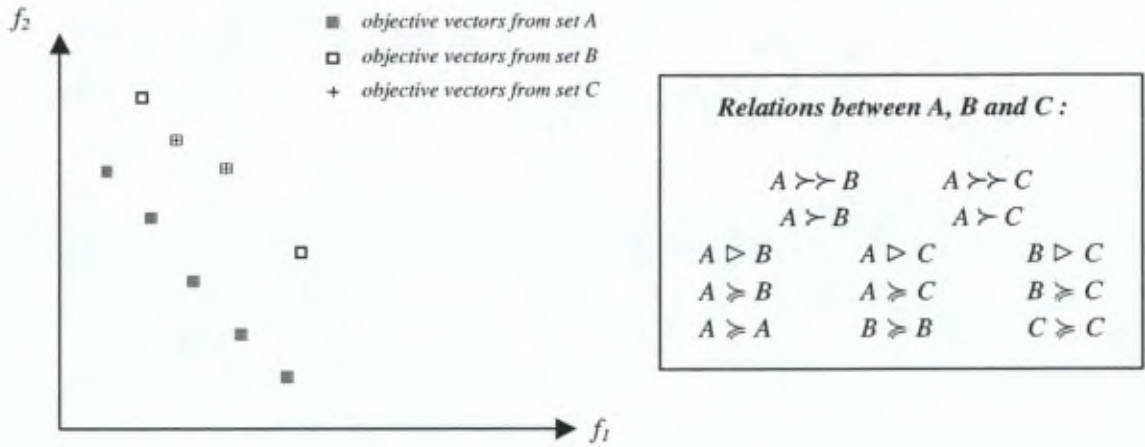 f₂
objective vectors from set A
objective vectors from set B
+ objective vectors from set C
f₁
Relations between A, B and C :
A ≻≻ B A ≻≻ C
A ≻ B A ≻ C
A ⊳ B A ⊳ C B ⊳ C
A ≽ B A ≽ C B ≽ C
A ≽ A B ≽ B C ≽ C